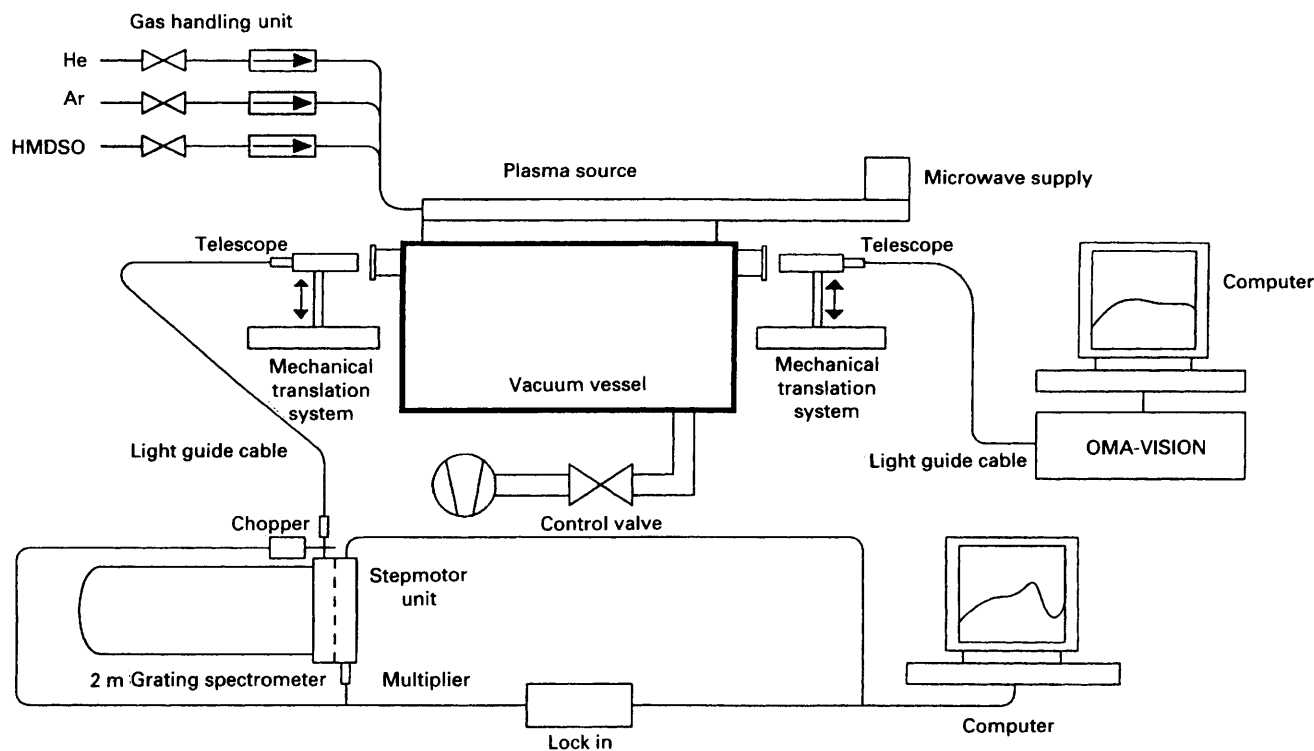 Gas handling unit
He
Ar
HMDSO
Plasma source
Microwave supply
Telescope
Telescope
Computer
Mechanical
translation
system
Vacuum vessel
Mechanical
translation
system
Light guide cable
Light guide cable
OMA-VISION
Chopper
Control valve
Stepmotor
unit
2 m Grating spectrometer
Multiplier
Lock in
Computer